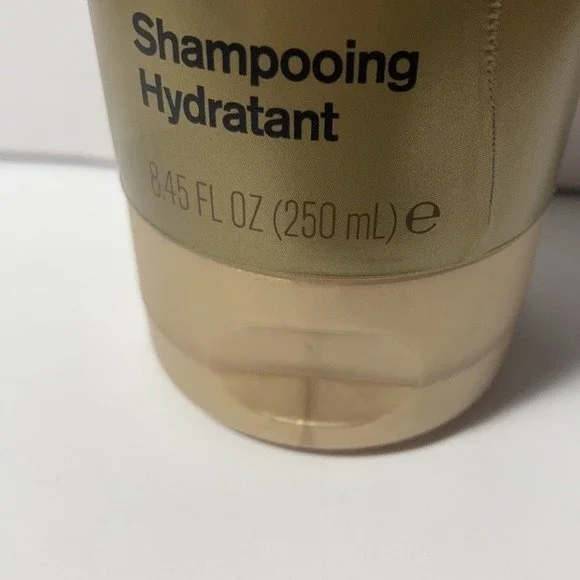 Shampooing
Hydratant
8.45 FL OZ (250 mL) ℮